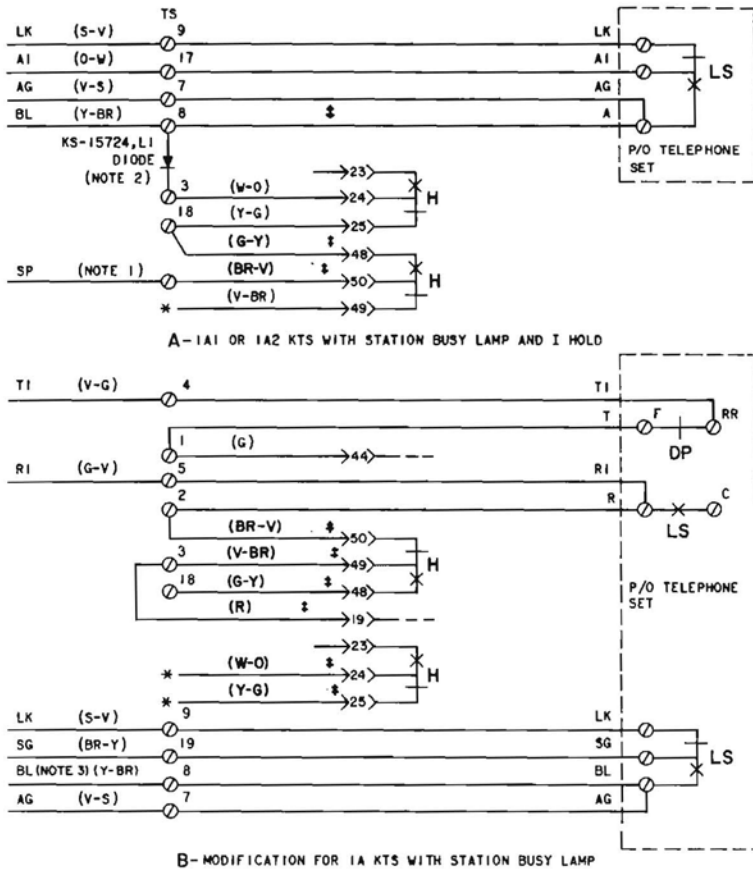 TS
LK (S-V) 9 LK
A1 (O-W) 17 A1 LS
AG (V-S) 7 AG
BL (Y-BR) 8 ‡ A
KS-15724,L1
DIODE
(NOTE 2)
P/O TELEPHONE
SET
23
3 (W-O) 24 H
18 (Y-G) 25
(G-Y) ‡ 48
SP (NOTE 1) (BR-V) ‡ 50 H
* (V-BR) 49
A-1A1 OR 1A2 KTS WITH STATION BUSY LAMP AND I HOLD
T1 (V-G) 4 T1
T F RR
1 (G) 44 DP
R1 (G-V) 5 R1
2 R C
LS
(BR-V) ‡ 50
3 (V-BR) ‡ 49 H
18 (G-Y) ‡ 48
(R) ‡ 19
P/O TELEPHONE
SET
23
* (W-O) ‡ 24 H
* (Y-G) ‡ 25
LK (S-V) 9 LK
SG (BR-Y) 19 SG LS
BL (NOTE 3) (Y-BR) 8 BL
AG (V-S) 7 AG
B-MODIFICATION FOR 1A KTS WITH STATION BUSY LAMP